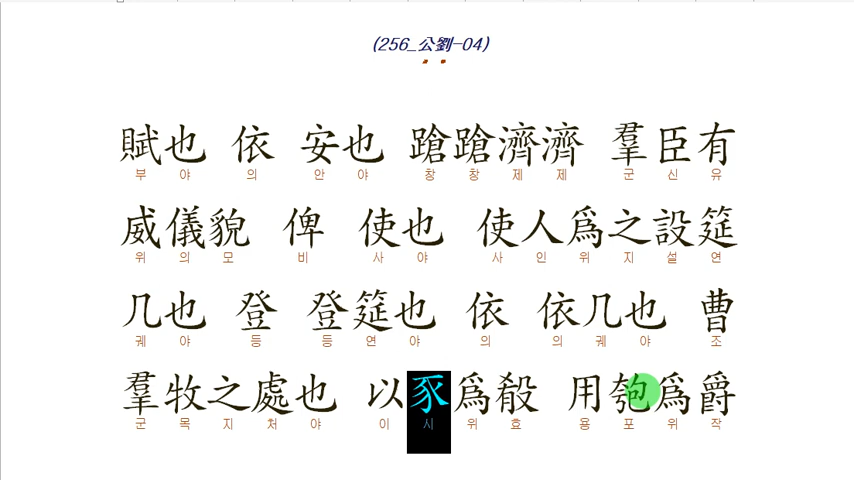 (256_公劉-04)
賦也 依 安也 蹌蹌濟濟 羣臣有
부야 의 안야 창창제제 군신유
威儀貌 俾 使也 使人爲之設筵
위의모 비 사야 사인위지설연
几也 登 登筵也 依 依几也 曹
궤야 등 등연야 의 의궤야 조
羣牧之處也 以豕爲殽 用匏爲爵
군목지처야 이시위효 용포위작